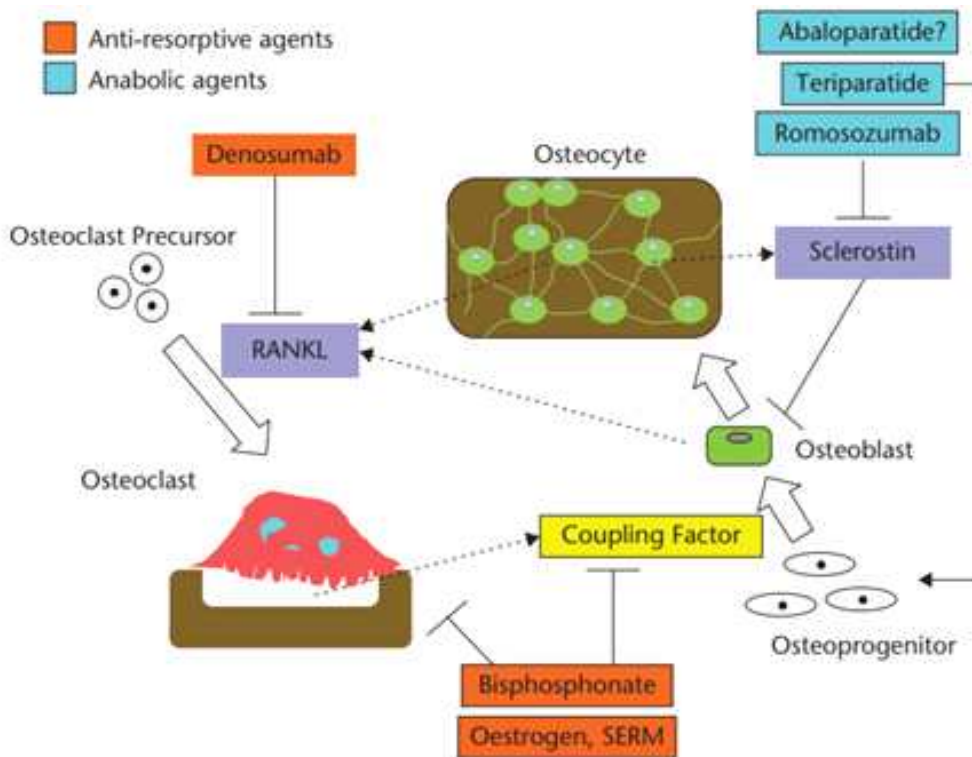 Anti-resorptive agents
Anabolic agents
Abaloparatide?
Teriparatide
Romosozumab
Denosumab
Osteocyte
Osteoclast Precursor
Sclerostin
RANKL
Osteoblast
Osteoclast
Coupling Factor
Osteoprogenitor
Bisphosphonate
Oestrogen, SERM